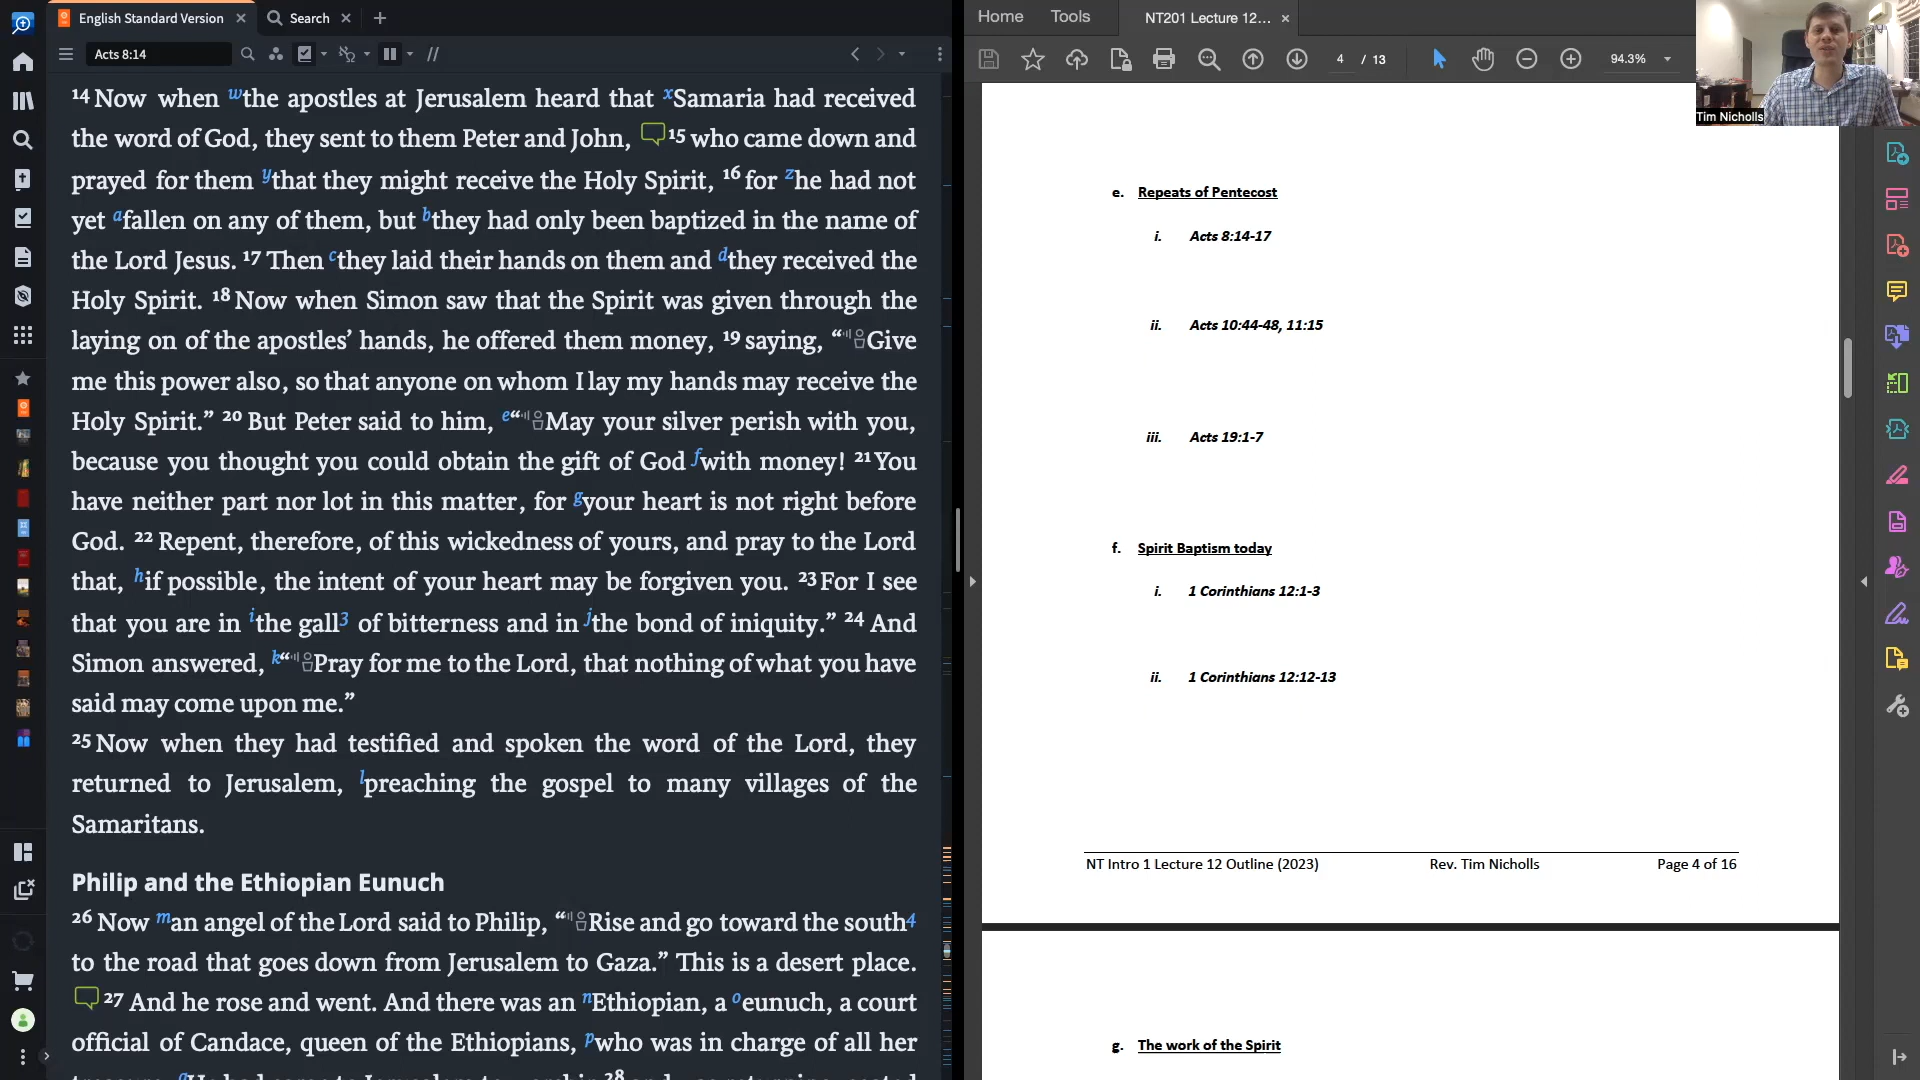 English Standard Version
Search
Acts 8:14
14 Now when w the apostles at Jerusalem heard that x Samaria had received
the word of God, they sent to them Peter and John, 15 who came down and
prayed for them y that they might receive the Holy Spirit, 16 for z he had not
yet a fallen on any of them, but b they had only been baptized in the name of
the Lord Jesus. 17 Then c they laid their hands on them and d they received the
Holy Spirit. 18 Now when Simon saw that the Spirit was given through the
laying on of the apostles’ hands, he offered them money, 19 saying, “Give
me this power also, so that anyone on whom I lay my hands may receive the
Holy Spirit.” 20 But Peter said to him, e “May your silver perish with you,
because you thought you could obtain the gift of God f with money! 21 You
have neither part nor lot in this matter, for g your heart is not right before
God. 22 Repent, therefore, of this wickedness of yours, and pray to the Lord
that, h if possible, the intent of your heart may be forgiven you. 23 For I see
that you are in i the gall 3 of bitterness and in j the bond of iniquity.” 24 And
Simon answered, k “Pray for me to the Lord, that nothing of what you have
said may come upon me.”
25 Now when they had testified and spoken the word of the Lord, they
returned to Jerusalem, l preaching the gospel to many villages of the
Samaritans.
Philip and the Ethiopian Eunuch
26 Now m an angel of the Lord said to Philip, “Rise and go toward the south 4
to the road that goes down from Jerusalem to Gaza.” This is a desert place.
27 And he rose and went. And there was an n Ethiopian, a o eunuch, a court
official of Candace, queen of the Ethiopians, p who was in charge of all her
Home
Tools
NT201 Lecture 12...
4 / 13
94.3%
Tim Nicholls
e. Repeats of Pentecost
i. Acts 8:14-17
ii. Acts 10:44-48, 11:15
iii. Acts 19:1-7
f. Spirit Baptism today
i. 1 Corinthians 12:1-3
ii. 1 Corinthians 12:12-13
NT Intro 1 Lecture 12 Outline (2023) Rev. Tim Nicholls Page 4 of 16
g. The work of the Spirit